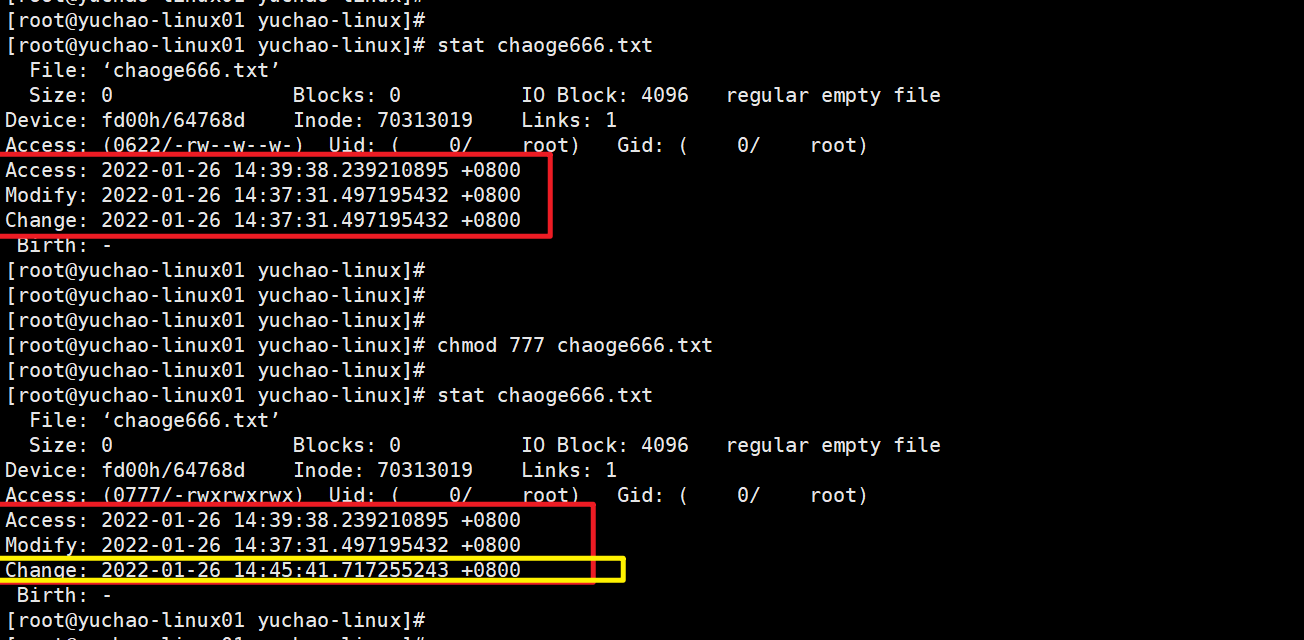 [root@yuchao-linux01 yuchao-linux]#
[root@yuchao-linux01 yuchao-linux]# stat chaoge666.txt
  File: ‘chaoge666.txt’
  Size: 0               Blocks: 0          IO Block: 4096   regular empty file
Device: fd00h/64768d    Inode: 70313019    Links: 1
Access: (0622/-rw--w--w-)  Uid: (    0/    root)   Gid: (    0/    root)
Access: 2022-01-26 14:39:38.239210895 +0800
Modify: 2022-01-26 14:37:31.497195432 +0800
Change: 2022-01-26 14:37:31.497195432 +0800
 Birth: -
[root@yuchao-linux01 yuchao-linux]#
[root@yuchao-linux01 yuchao-linux]#
[root@yuchao-linux01 yuchao-linux]#
[root@yuchao-linux01 yuchao-linux]# chmod 777 chaoge666.txt
[root@yuchao-linux01 yuchao-linux]#
[root@yuchao-linux01 yuchao-linux]# stat chaoge666.txt
  File: ‘chaoge666.txt’
  Size: 0               Blocks: 0          IO Block: 4096   regular empty file
Device: fd00h/64768d    Inode: 70313019    Links: 1
Access: (0777/-rwxrwxrwx)  Uid: (    0/    root)   Gid: (    0/    root)
Access: 2022-01-26 14:39:38.239210895 +0800
Modify: 2022-01-26 14:37:31.497195432 +0800
Change: 2022-01-26 14:45:41.717255243 +0800
 Birth: -
[root@yuchao-linux01 yuchao-linux]#